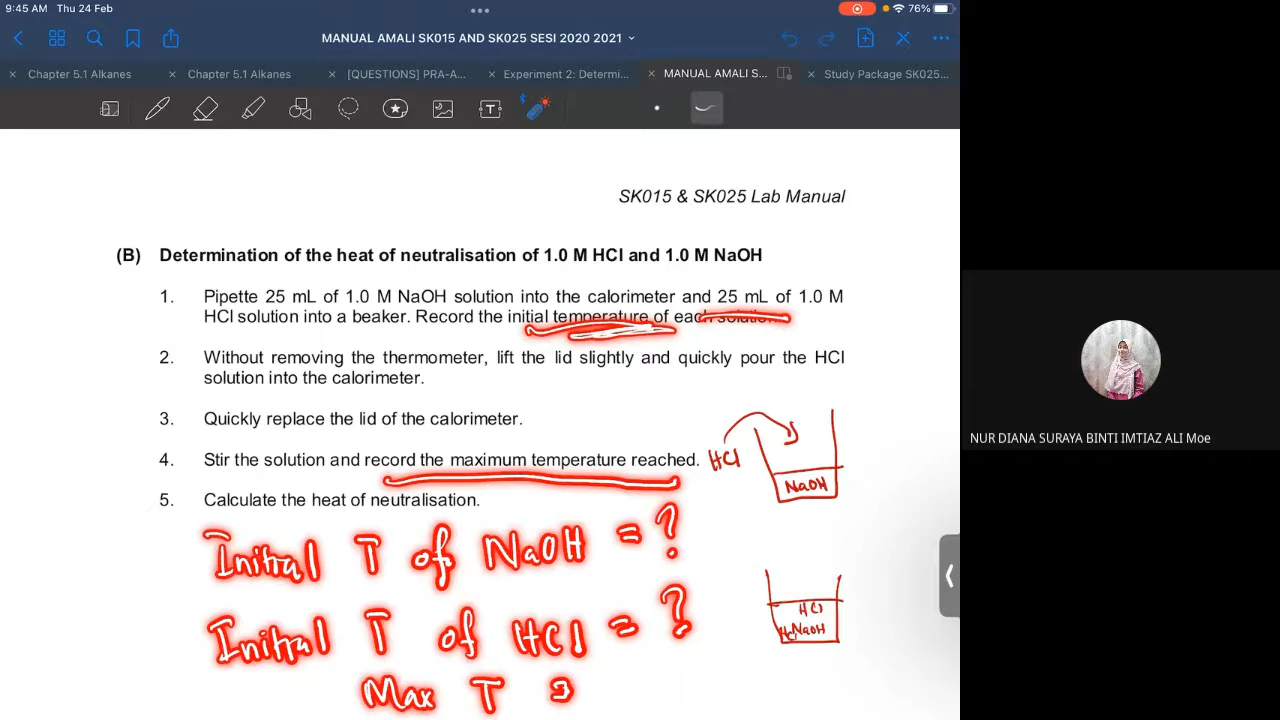 9:45 AM Thu 24 Feb
76%
MANUAL AMALI SK015 AND SK025 SESI 2020 2021
Chapter 5.1 Alkanes
Chapter 5.1 Alkanes
[QUESTIONS] PRA-A...
Experiment 2: Determi...
MANUAL AMALI S...
Study Package SK025...
SK015 & SK025 Lab Manual
(B) Determination of the heat of neutralisation of 1.0 M HCl and 1.0 M NaOH
1. Pipette 25 mL of 1.0 M NaOH solution into the calorimeter and 25 mL of 1.0 M
HCl solution into a beaker. Record the initial temperature of each solution.
2. Without removing the thermometer, lift the lid slightly and quickly pour the HCl
solution into the calorimeter.
3. Quickly replace the lid of the calorimeter.
4. Stir the solution and record the maximum temperature reached.
5. Calculate the heat of neutralisation.
HCl
NaOH
Initial T of NaOH = ?
Initial T of HCl = ?
HCl
NaOH
Max T
NUR DIANA SURAYA BINTI IMTIAZ ALI Moe